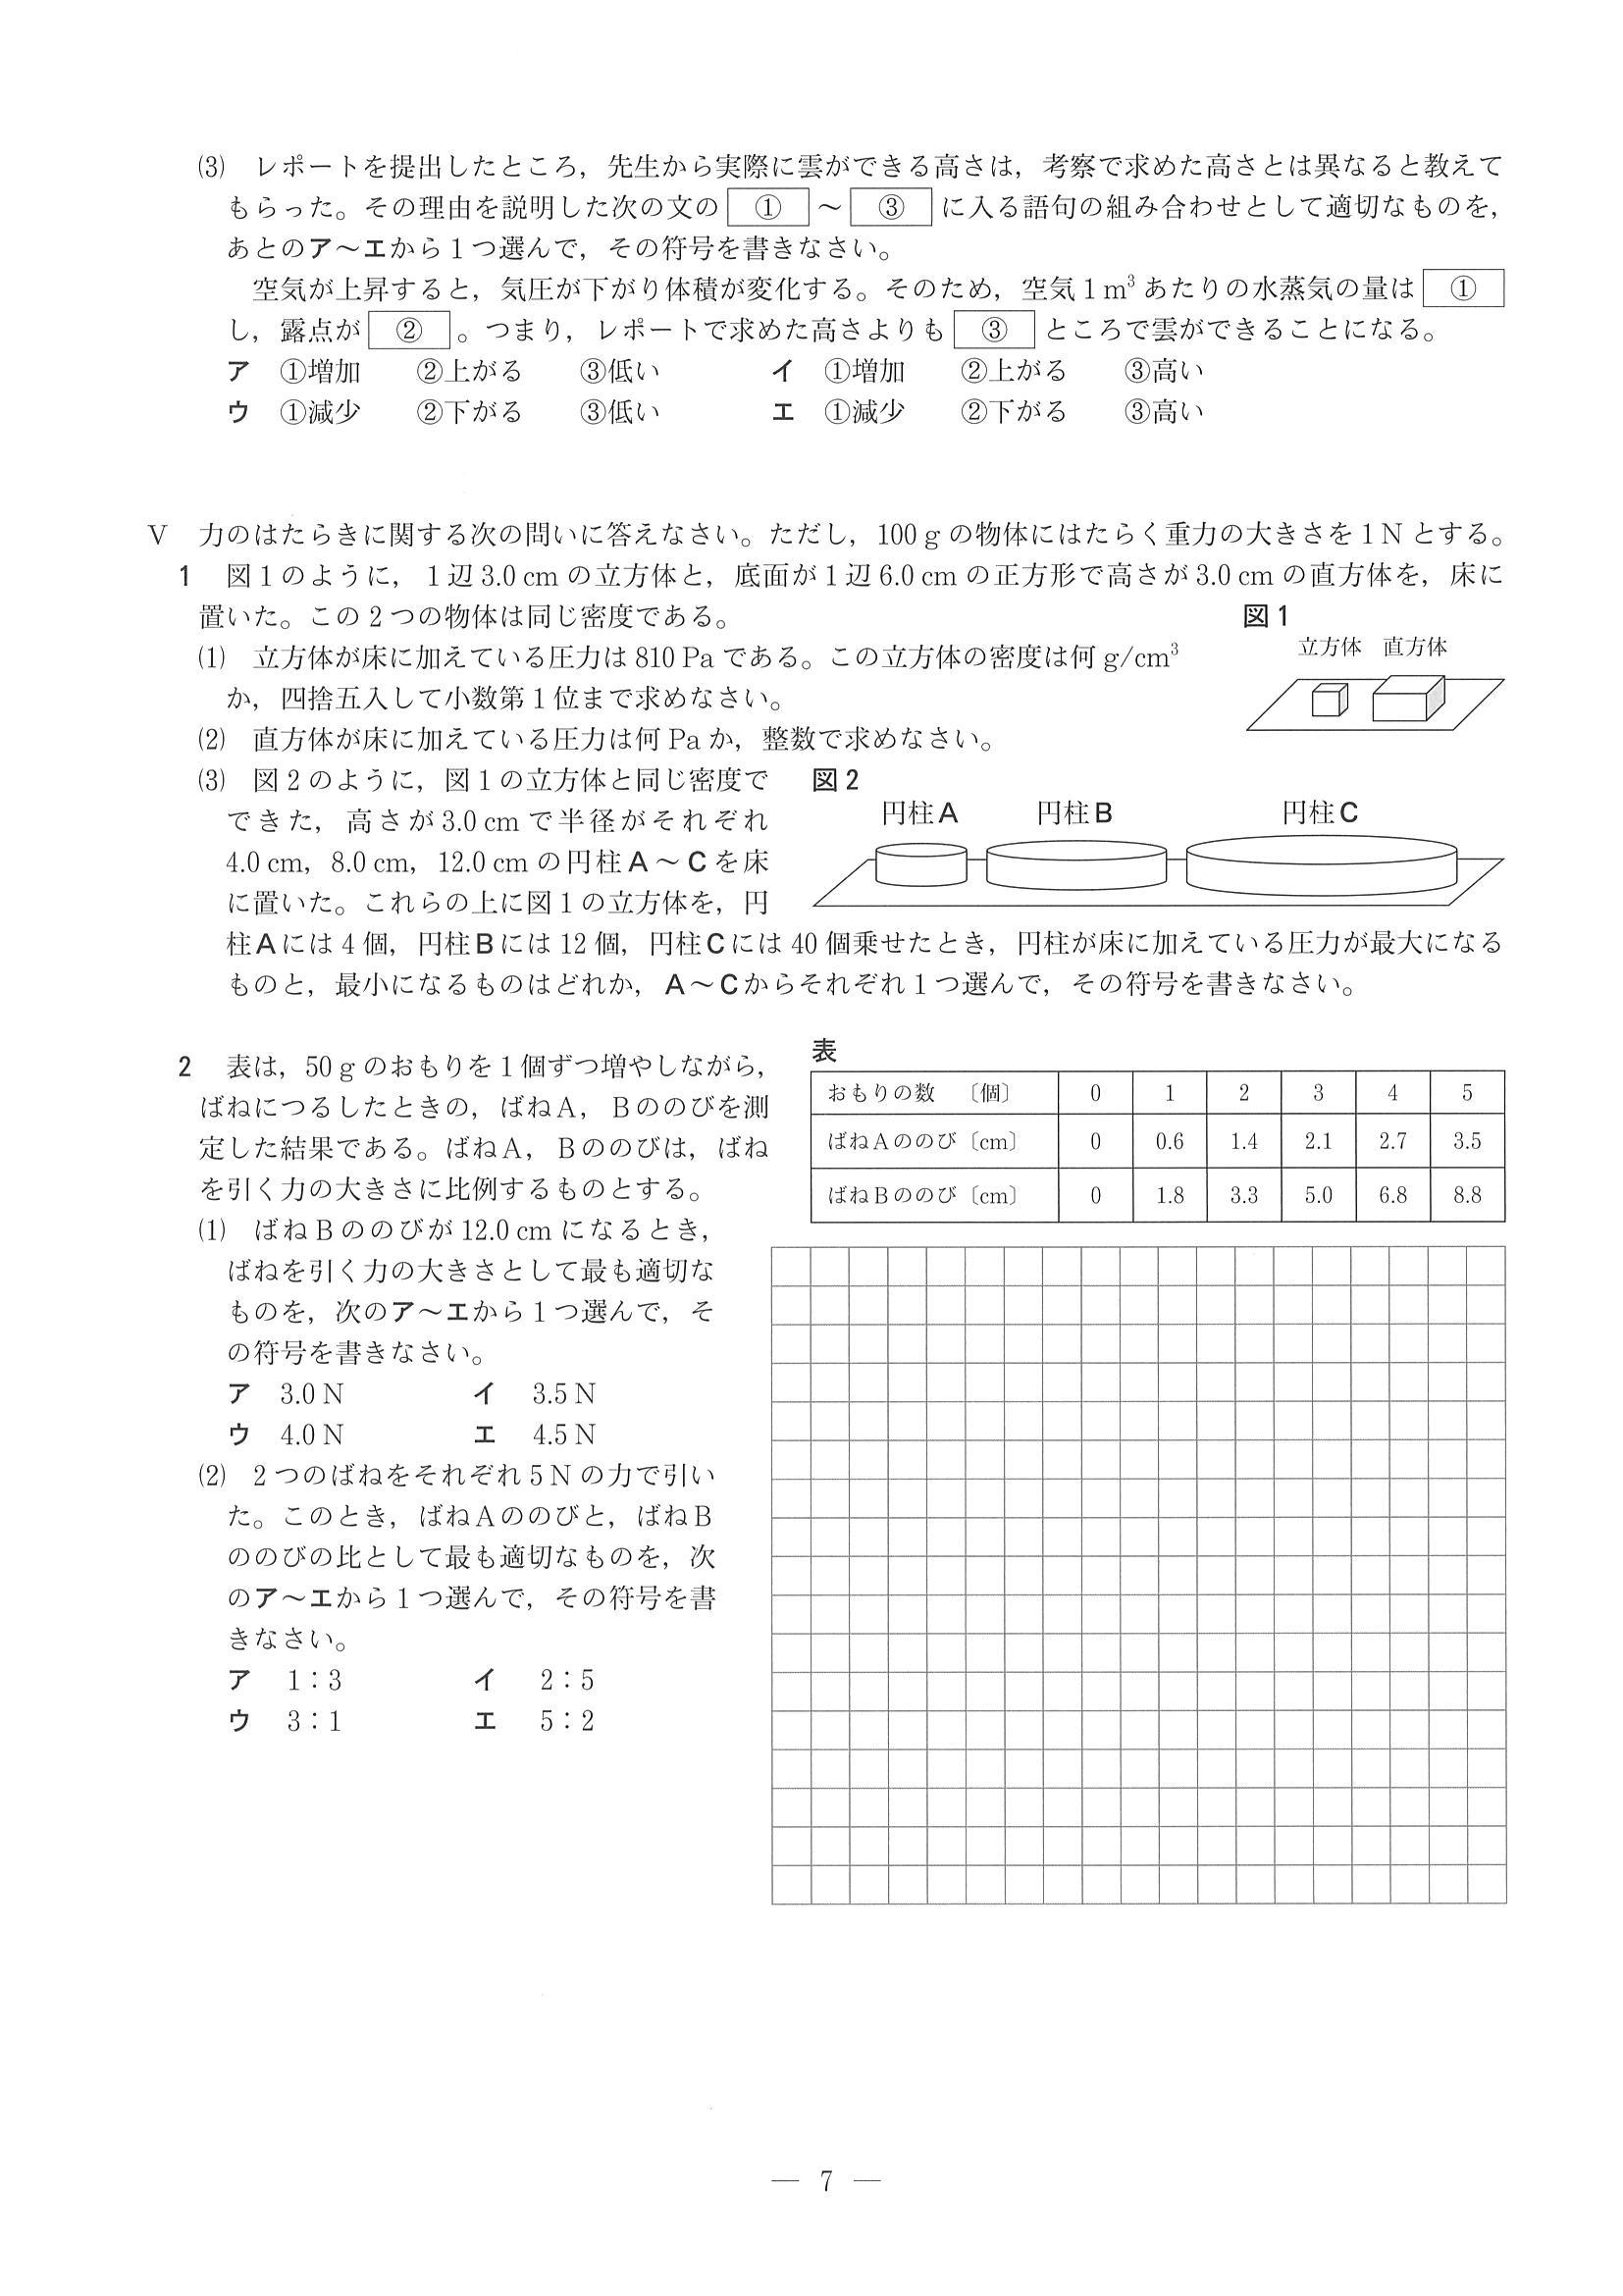 (3) レポートを提出したところ，先生から実際に雲ができる高さは，考察で求めた高さとは異なると教えて
もらった。その理由を説明した次の文の ① ～ ③ に入る語句の組み合わせとして適切なものを，
あとのア～エから1つ選んで，その符号を書きなさい。
空気が上昇すると，気圧が下がり体積が変化する。そのため，空気1m³あたりの水蒸気の量は ①
し，露点が ② 。つまり，レポートで求めた高さよりも ③ ところで雲ができることになる。
ア ①増加 ②上がる ③低い イ ①増加 ②上がる ③高い
ウ ①減少 ②下がる ③低い エ ①減少 ②下がる ③高い
Ⅴ 力のはたらきに関する次の問いに答えなさい。ただし，100gの物体にはたらく重力の大きさを1Nとする。
1 図1のように，1辺3.0cmの立方体と，底面が1辺6.0cmの正方形で高さが3.0cmの直方体を，床に
置いた。この2つの物体は同じ密度である。
図1
立方体 直方体
(1) 立方体が床に加えている圧力は810Paである。この立方体の密度は何g/cm³
か，四捨五入して小数第1位まで求めなさい。
(2) 直方体が床に加えている圧力は何Paか，整数で求めなさい。
(3) 図2のように，図1の立方体と同じ密度で
できた，高さが3.0cmで半径がそれぞれ
4.0cm，8.0cm，12.0cmの円柱A～Cを床
に置いた。これらの上に図1の立方体を，円
図2
円柱A 円柱B 円柱C
柱Aには4個，円柱Bには12個，円柱Cには40個乗せたとき，円柱が床に加えている圧力が最大になる
ものと，最小になるものはどれか，A～Cからそれぞれ1つ選んで，その符号を書きなさい。
2 表は，50gのおもりを1個ずつ増やしながら，
ばねにつるしたときの，ばねA，Bののびを測
定した結果である。ばねA，Bののびは，ばね
を引く力の大きさに比例するものとする。
表
おもりの数 〔個〕 0 1 2 3 4 5
ばねAののび〔cm〕 0 0.6 1.4 2.1 2.7 3.5
ばねBののび〔cm〕 0 1.8 3.3 5.0 6.8 8.8
(1) ばねBののびが12.0cmになるとき，
ばねを引く力の大きさとして最も適切な
ものを，次のア～エから1つ選んで，そ
の符号を書きなさい。
ア 3.0N イ 3.5N
ウ 4.0N エ 4.5N
(2) 2つのばねをそれぞれ5Nの力で引い
た。このとき，ばねAののびと，ばねB
ののびの比として最も適切なものを，次
のア～エから1つ選んで，その符号を書
きなさい。
ア 1：3 イ 2：5
ウ 3：1 エ 5：2
― 7 ―